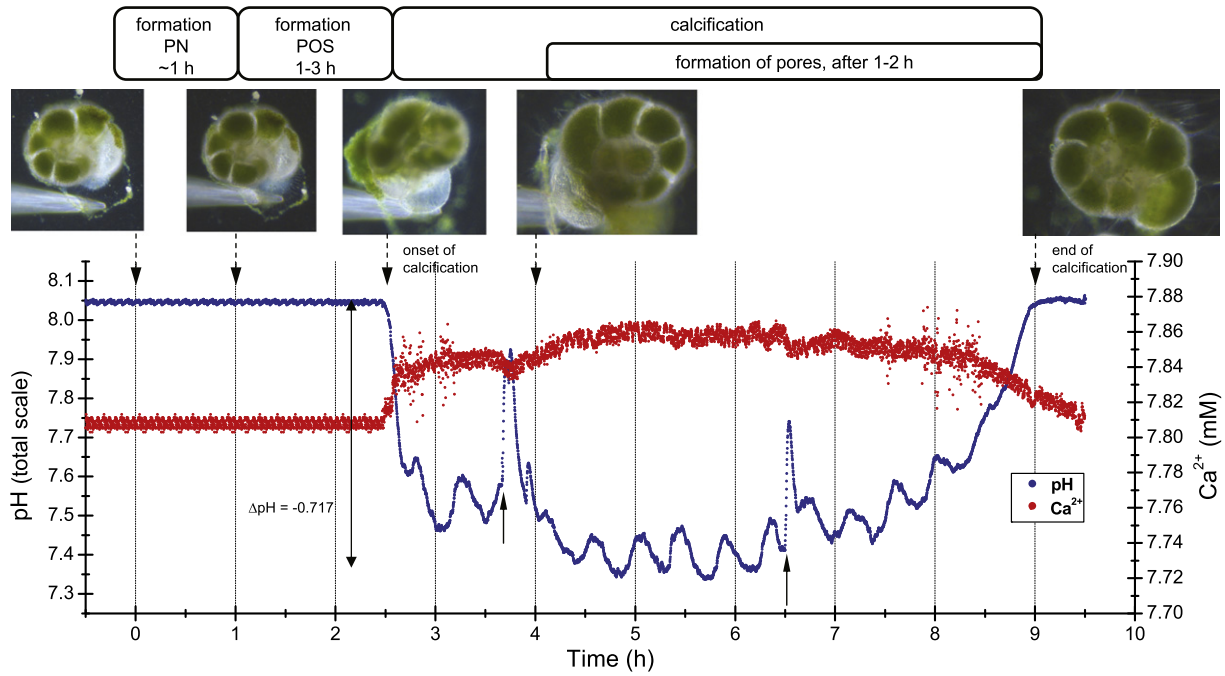 formation
PN
~1 h
formation
POS
1-3 h
calcification
formation of pores, after 1-2 h
onset of
calcification
end of
calcification
8.1
8.0
7.9
7.8
7.7
7.6
7.5
7.4
7.3
pH (total scale)
ΔpH = -0.717
pH
Ca²⁺
7.90
7.88
7.86
7.84
7.82
7.80
7.78
7.76
7.74
7.72
7.70
Ca²⁺ (mM)
0 1 2 3 4 5 6 7 8 9 10
Time (h)